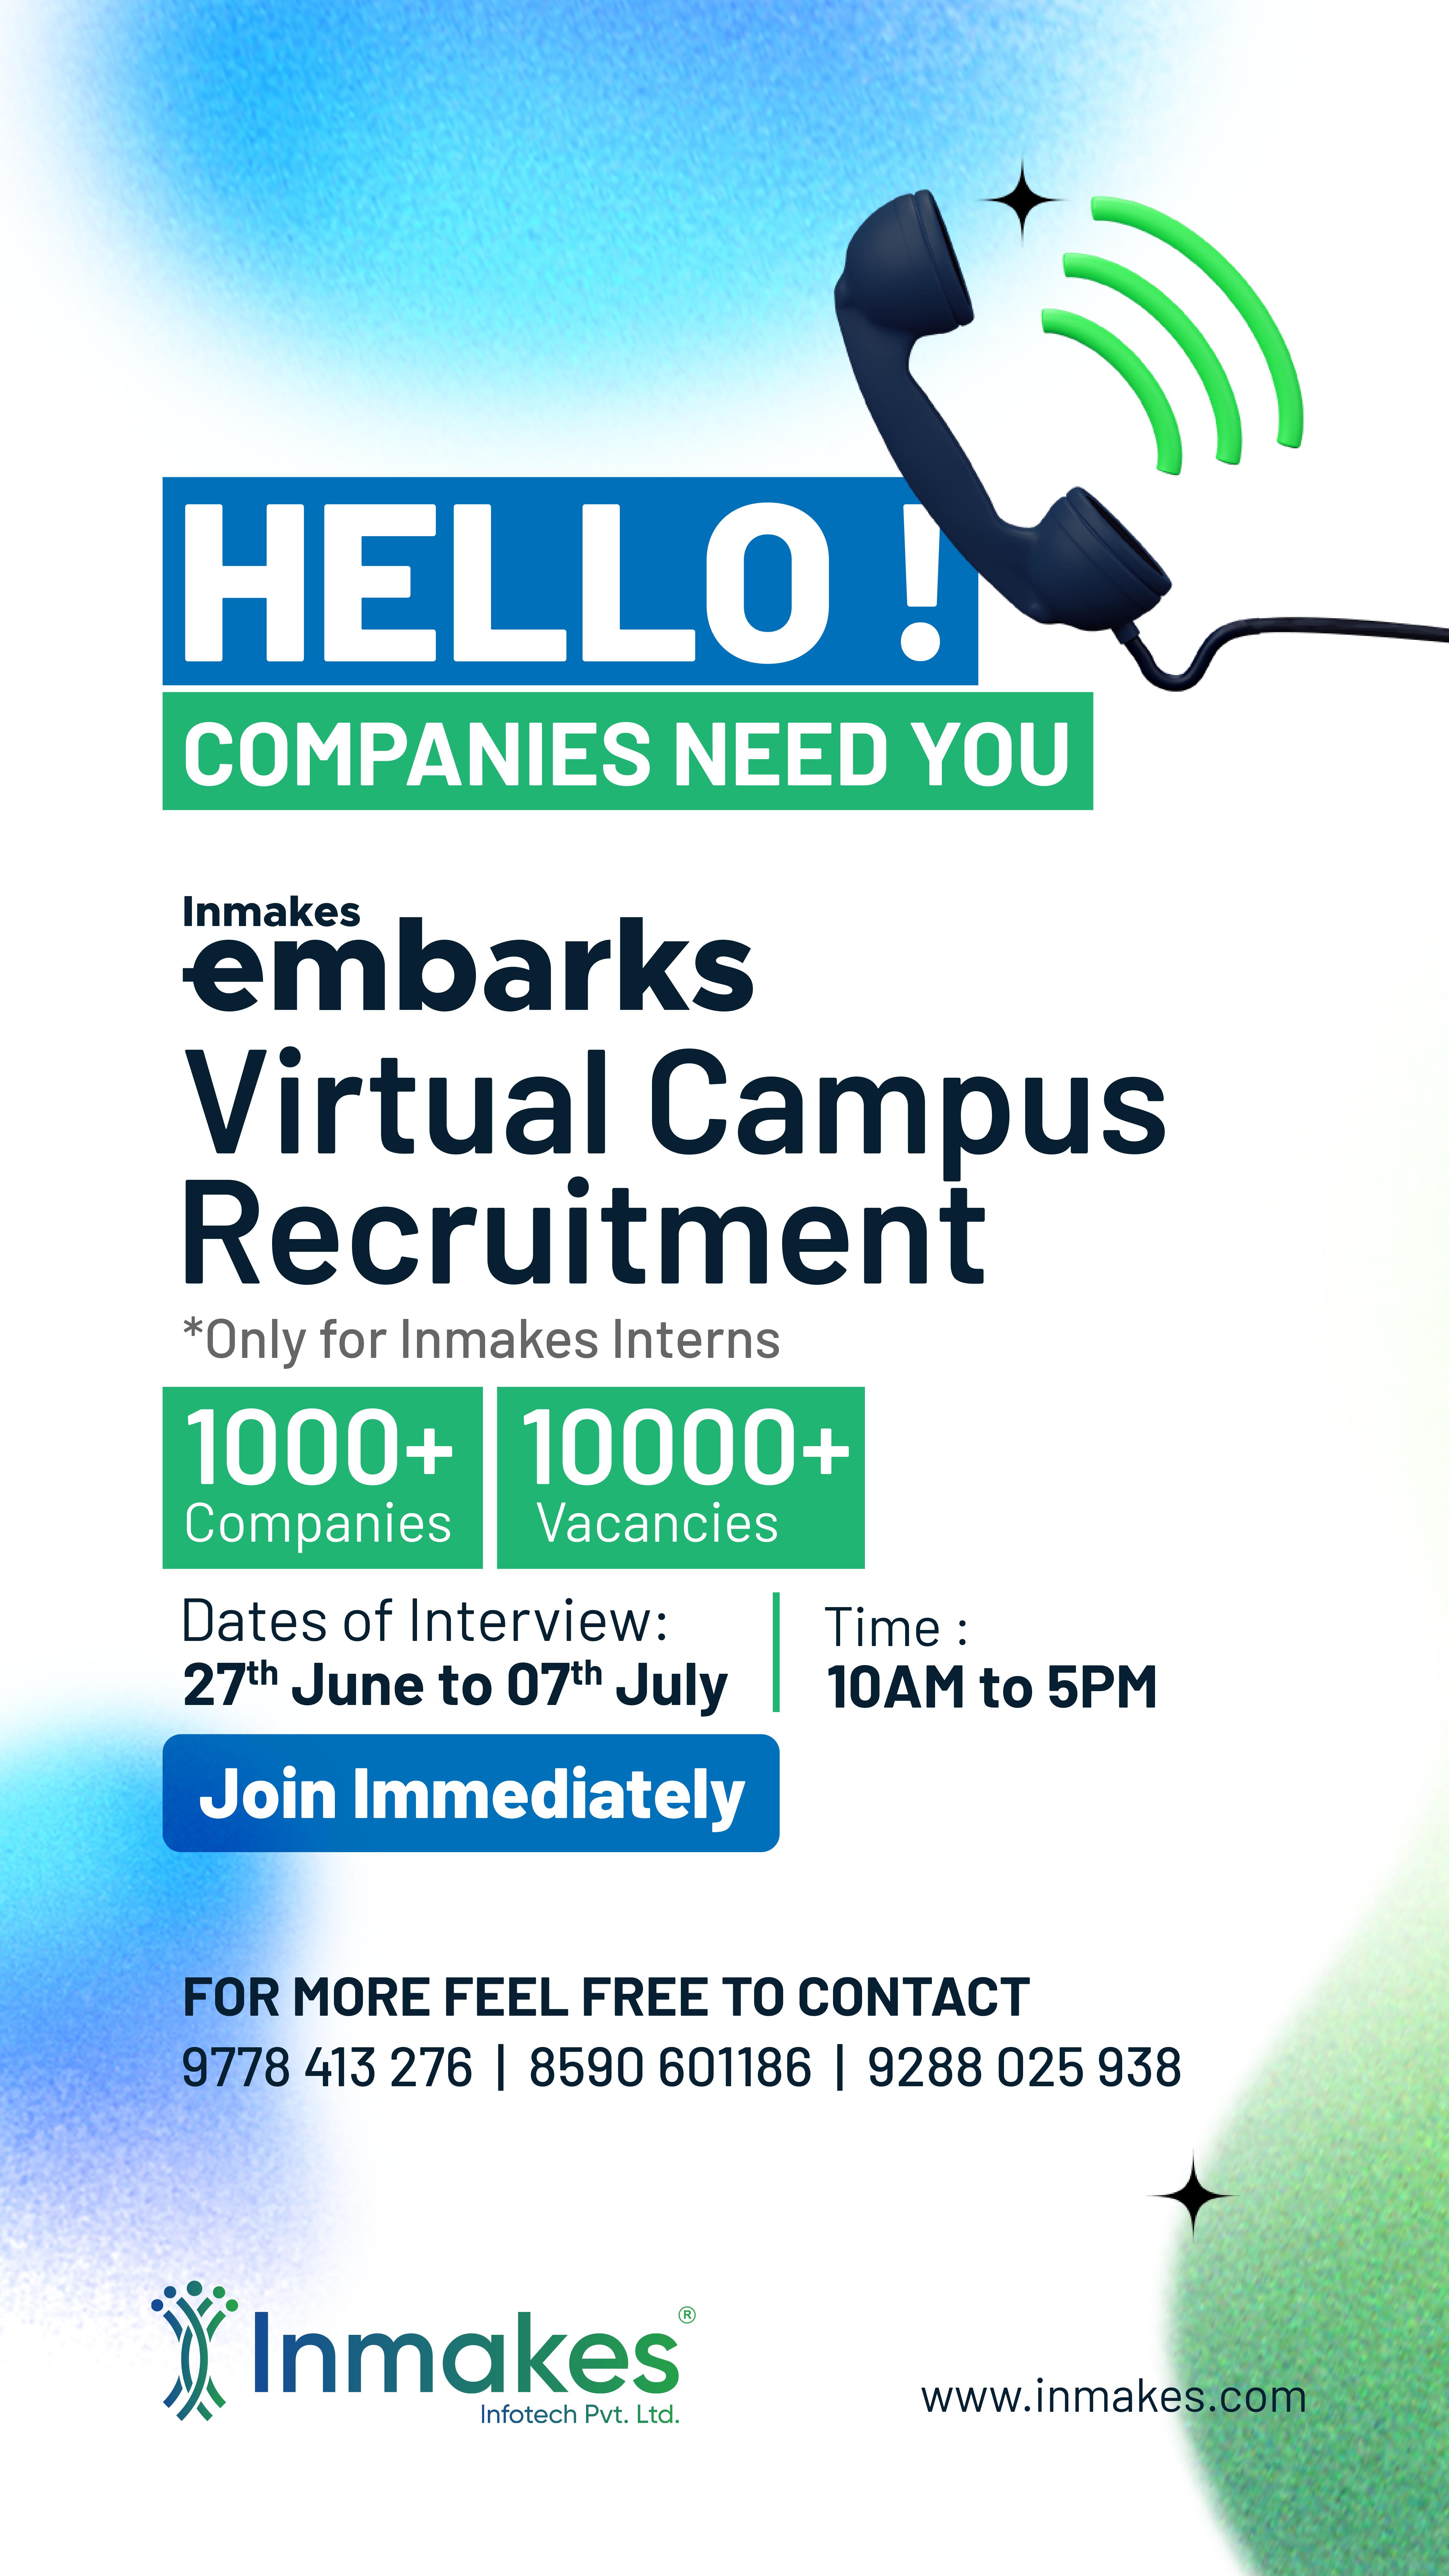 HELLO !
COMPANIES NEED YOU
Inmakes
embarks
Virtual Campus
Recruitment
*Only for Inmakes Interns
1000+ 10000+
Companies Vacancies
Dates of Interview: Time :
27th June to 07th July 10AM to 5PM
Join Immediately
FOR MORE FEEL FREE TO CONTACT
9778 413 276 | 8590 601186 | 9288 025 938
Inmakes®
Infotech Pvt. Ltd.
www.inmakes.com